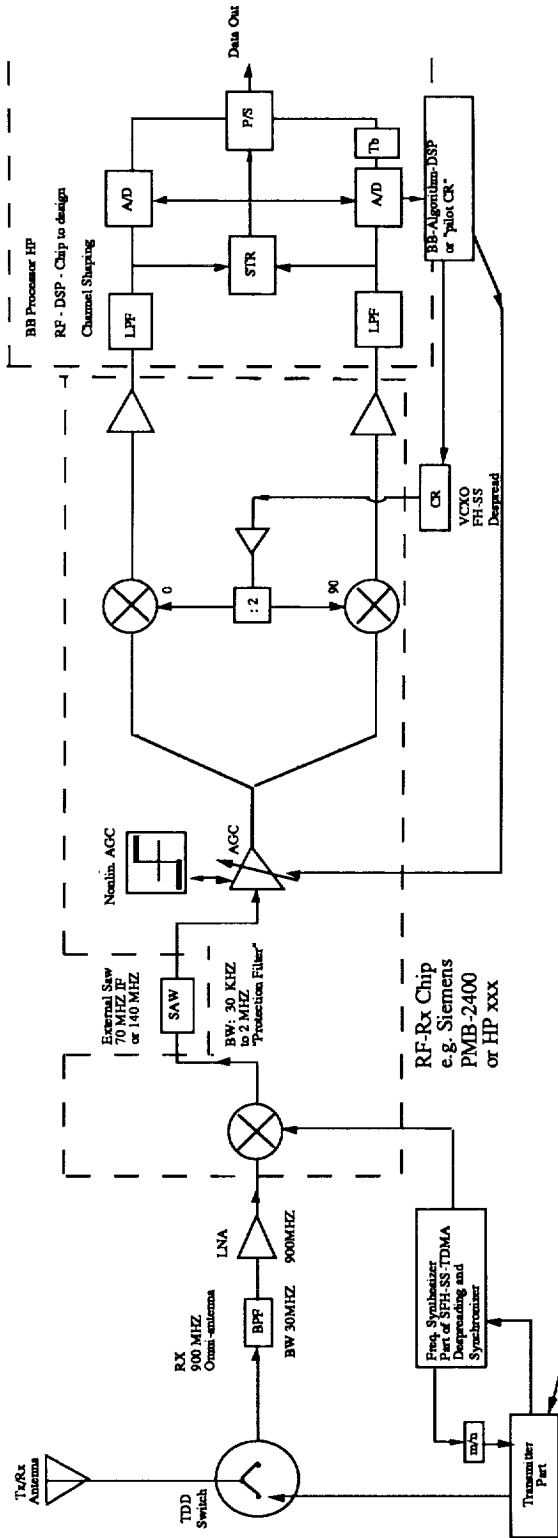 Tx/Rx
Antenna
TDD
Switch
RX
900 MHZ
Omni-antenna
BPF
BW 30MHZ
LNA
900MHZ
External Saw
70 MHZ IF
or 140 MHZ
SAW
BW: 30 KHZ
to 2 MHZ
"Protection Filter"
Nonlin. AGC
AGC
0
: 2
90
BB Processor HP
RF - DSP - Chip to design
Channel Shaping
LPF
A/D
STR
P/S
Data Out
LPF
A/D
Tb
BB-Algorithm-DSP
or "pilot CR"
CR
VCXO
FH-SS
Despread
RF-Rx Chip
e.g. Siemens
PMB-2400
or HP xxx
Freq. Synthesizer
Part of SFH-SS-TDMA
Despreading and
Synchronizer
m/n
Transmitter
Part